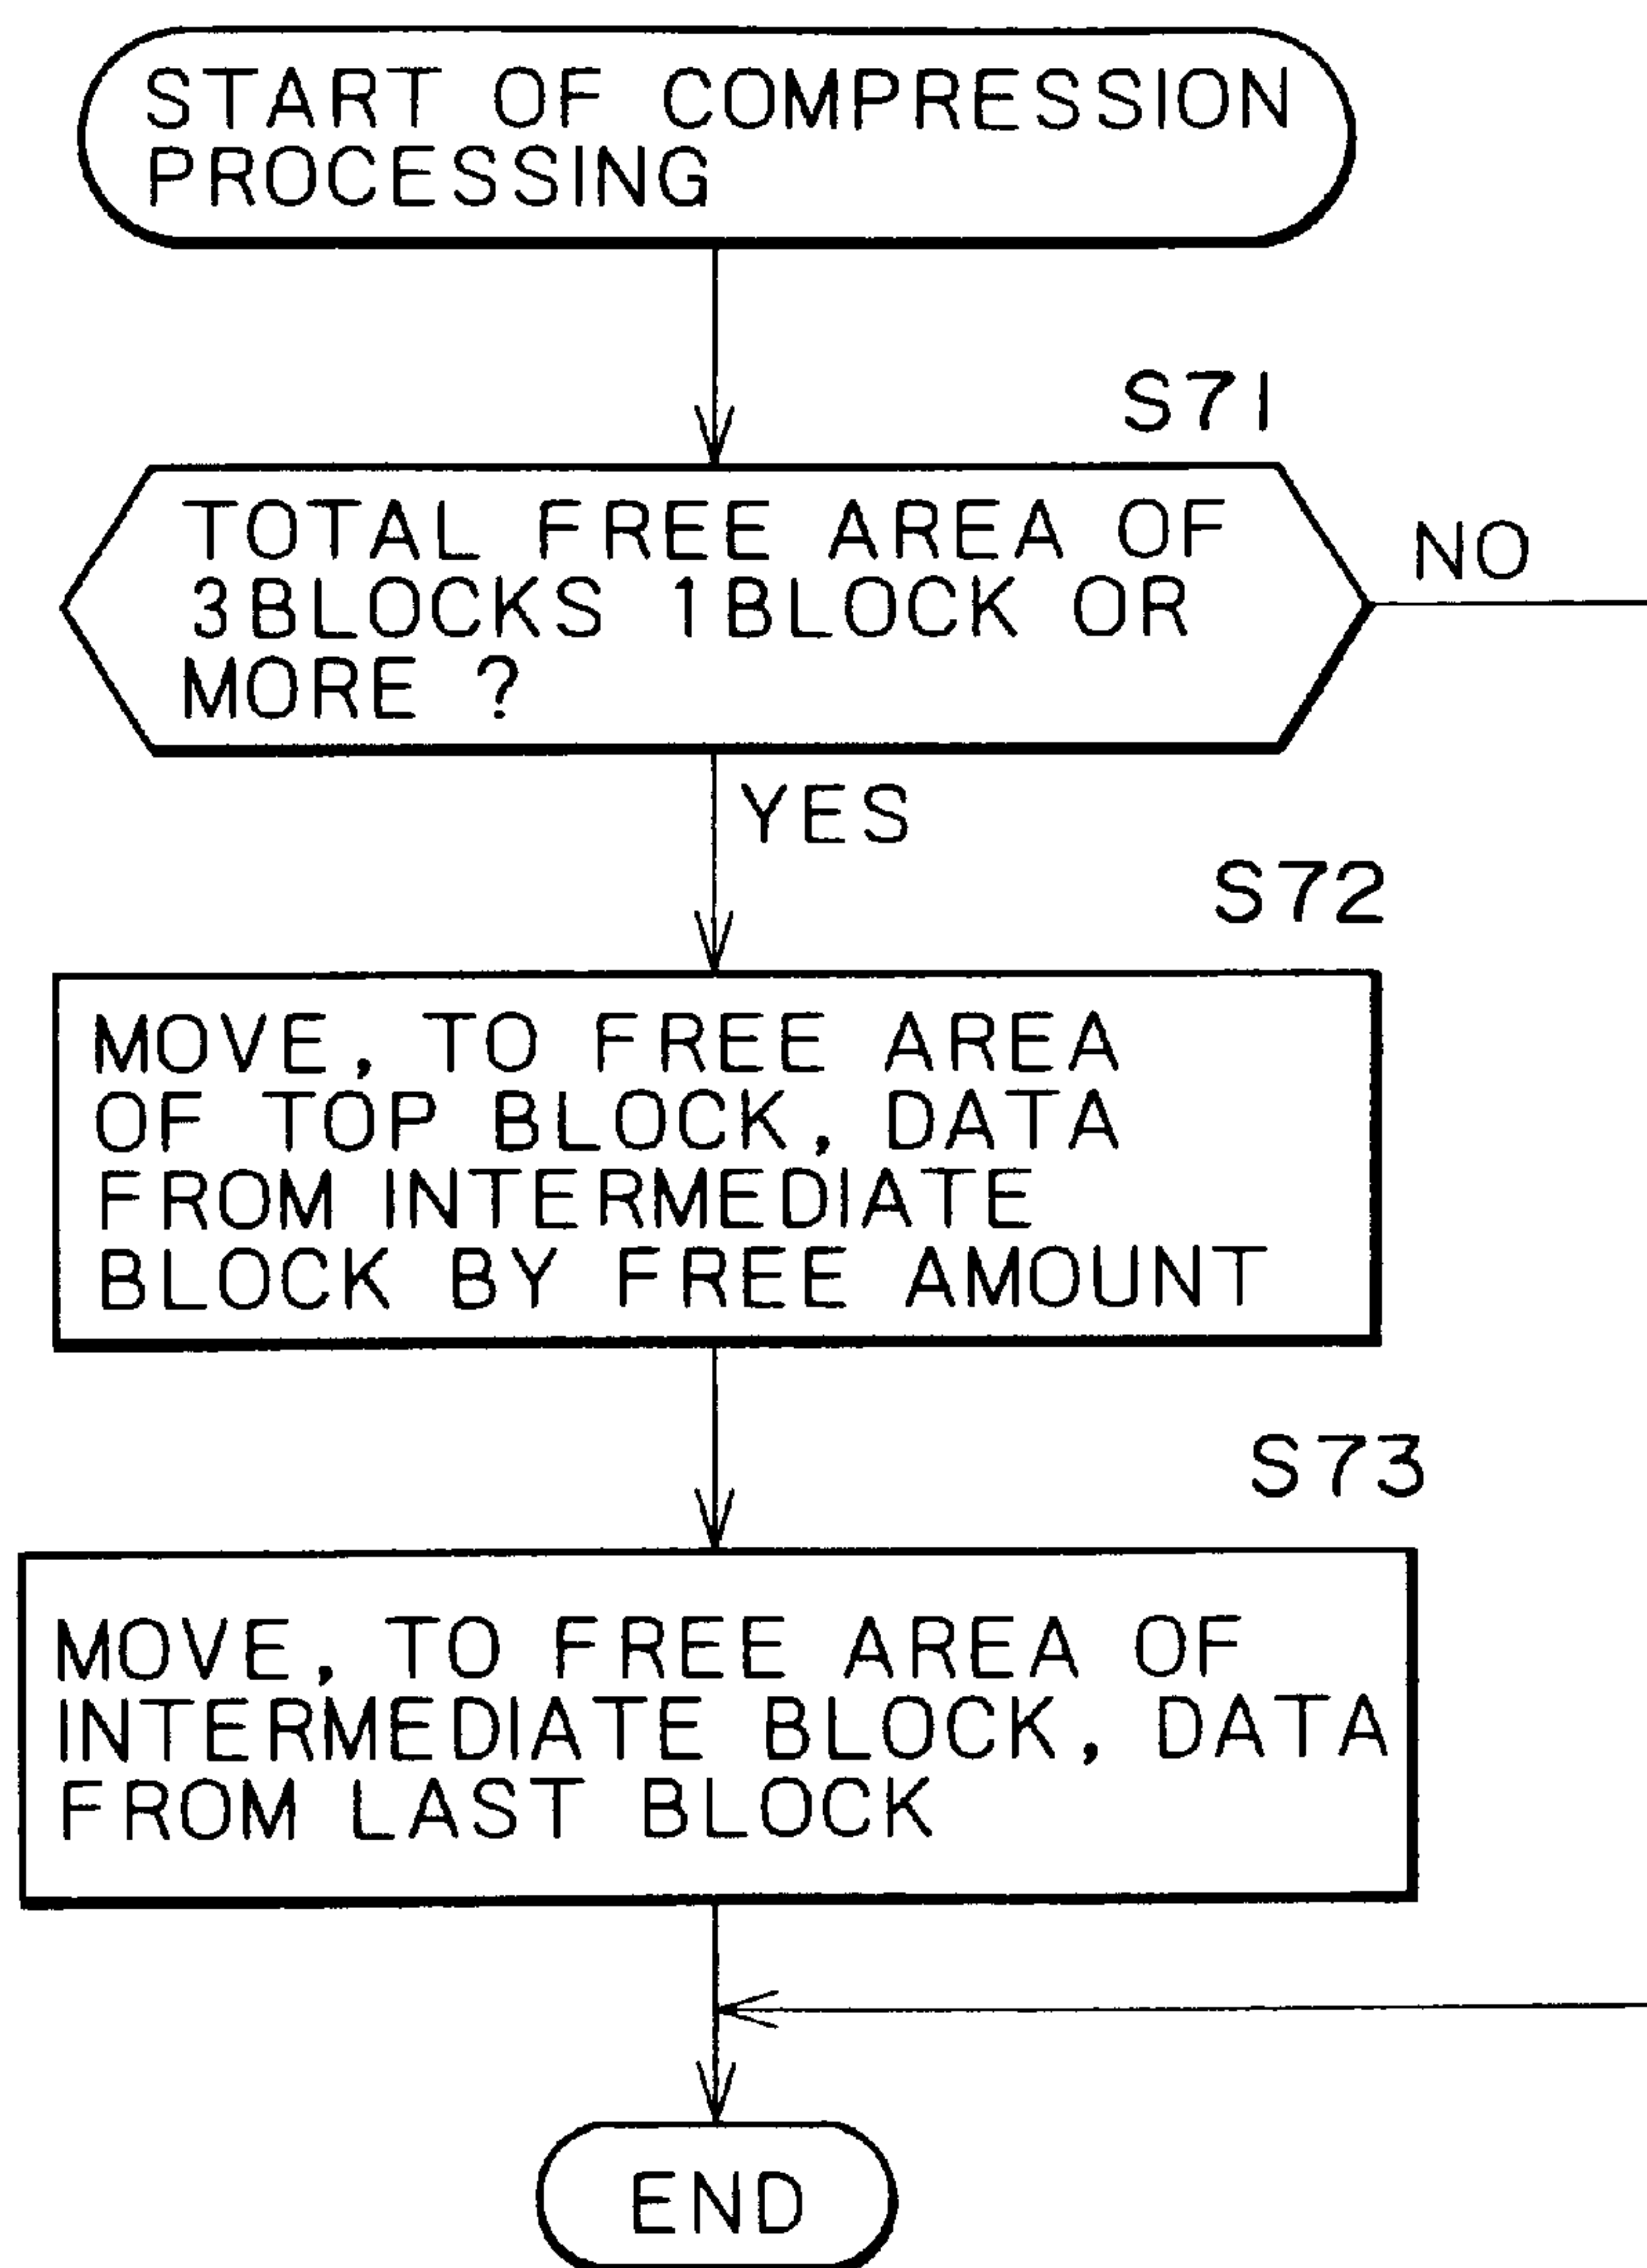 START OF COMPRESSION
PROCESSING
S71
TOTAL FREE AREA OF
3BLOCKS 1BLOCK OR
MORE ?
NO
YES
S72
MOVE, TO FREE AREA
OF TOP BLOCK, DATA
FROM INTERMEDIATE
BLOCK BY FREE AMOUNT
S73
MOVE, TO FREE AREA OF
INTERMEDIATE BLOCK, DATA
FROM LAST BLOCK
END